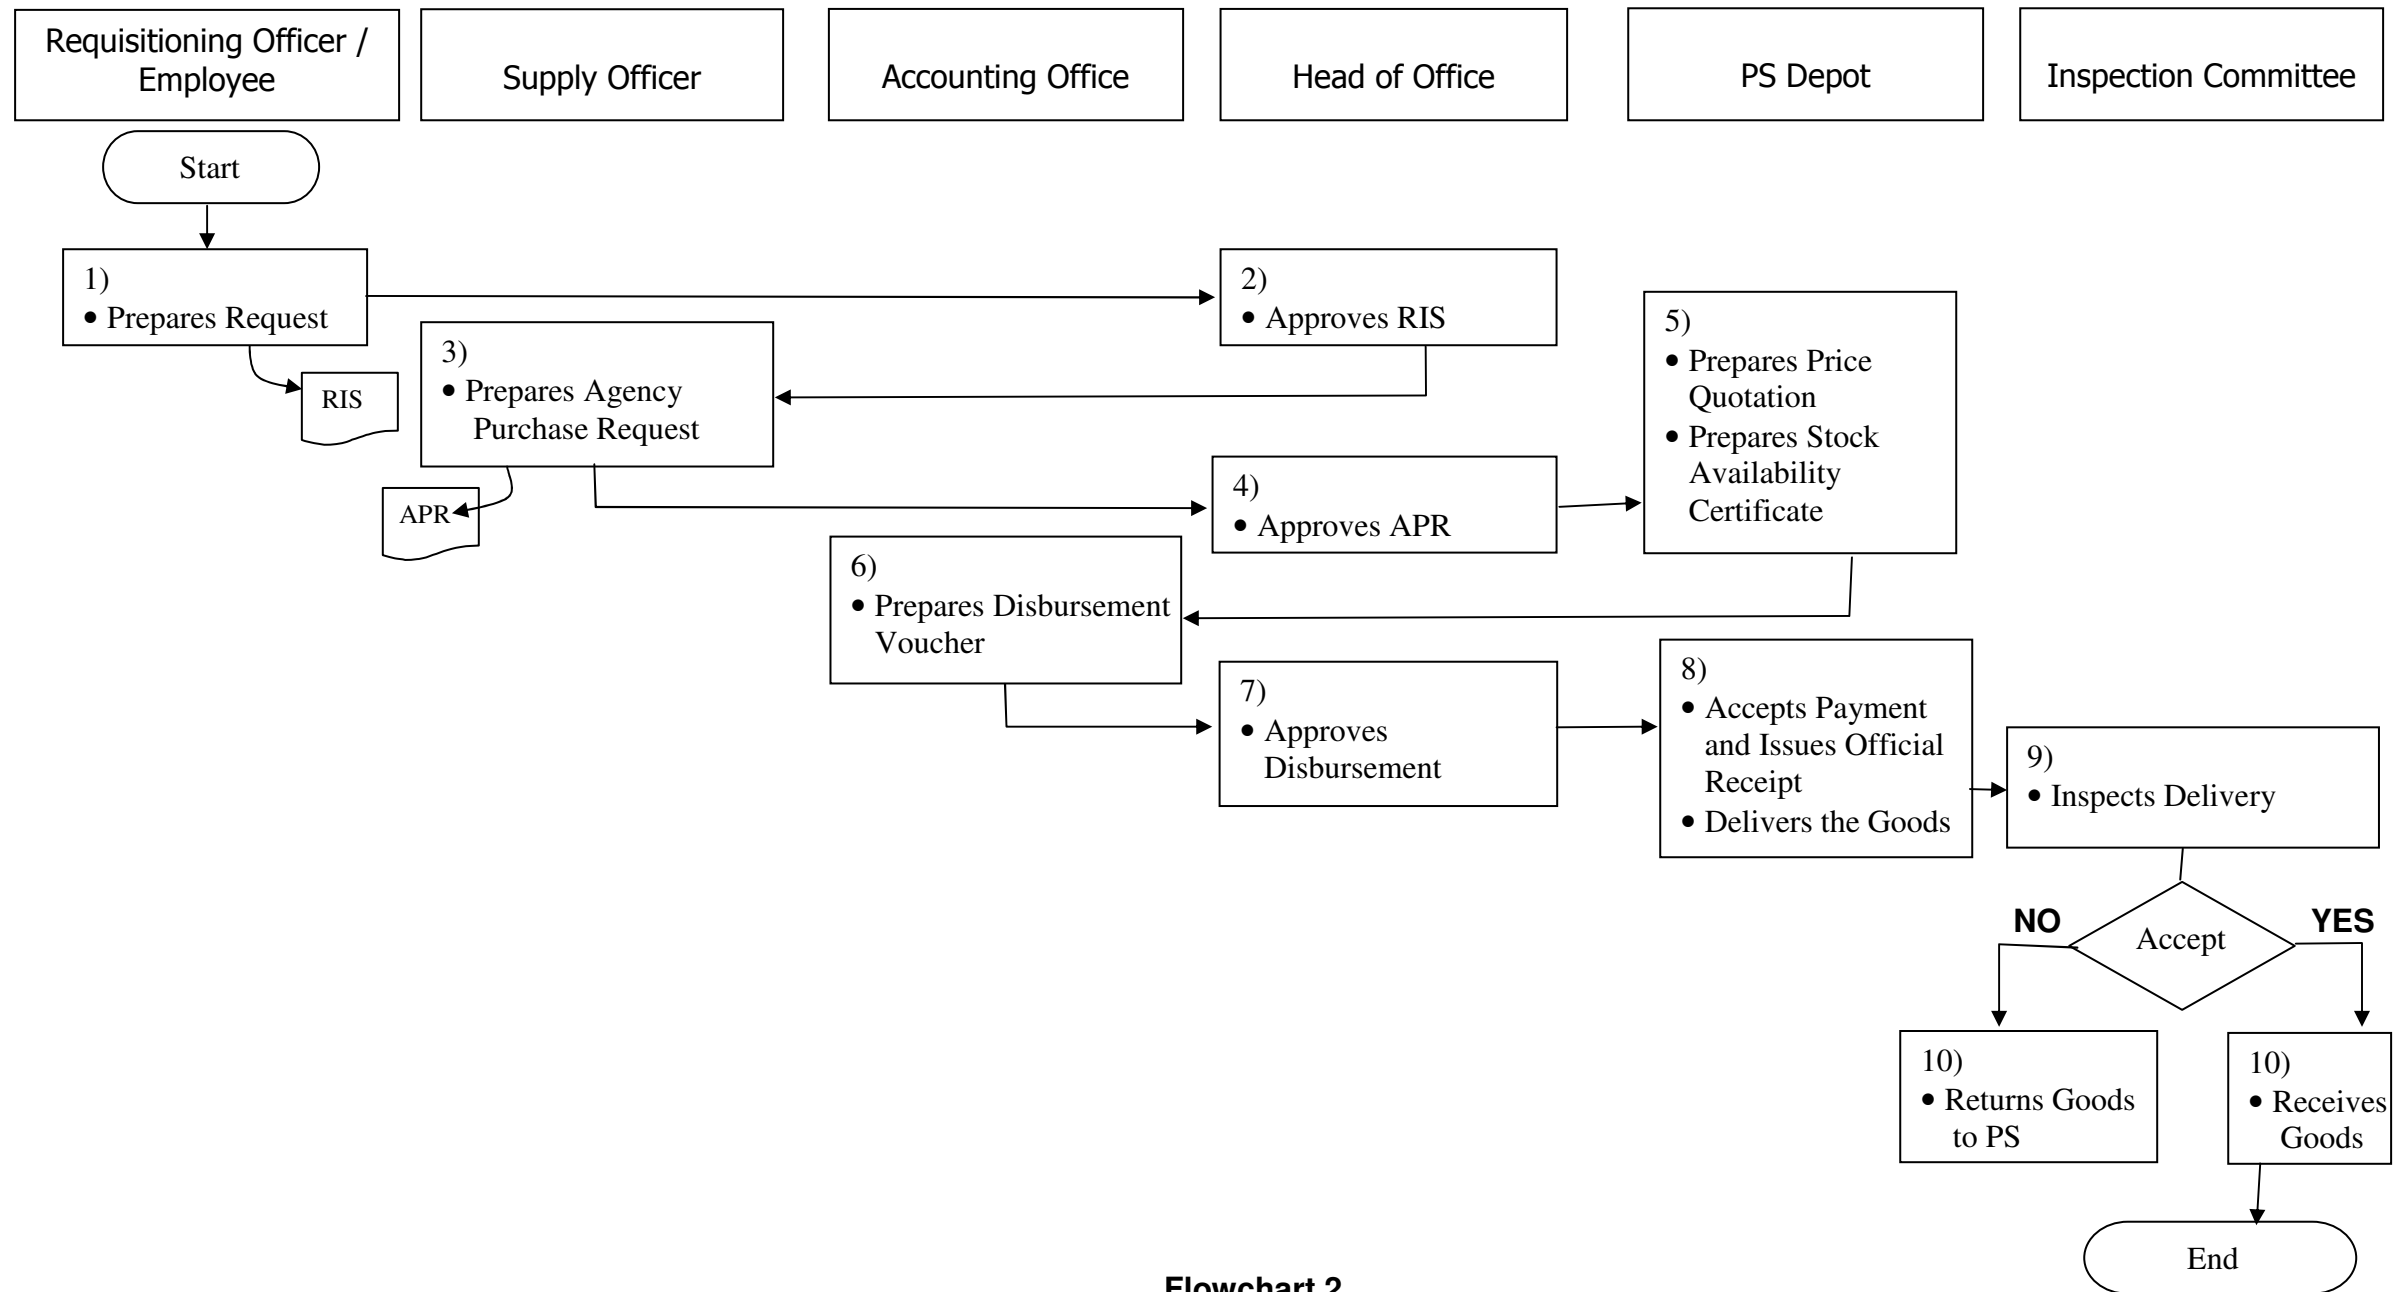 Requisitioning Officer /
Employee
Supply Officer
Accounting Office
Head of Office
PS Depot
Inspection Committee
Start
1)
• Prepares Request
RIS
2)
• Approves RIS
3)
• Prepares Agency
Purchase Request
APR
4)
• Approves APR
5)
• Prepares Price
Quotation
• Prepares Stock
Availability
Certificate
6)
• Prepares Disbursement
Voucher
7)
• Approves
Disbursement
8)
• Accepts Payment
and Issues Official
Receipt
• Delivers the Goods
9)
• Inspects Delivery
NO
Accept
YES
10)
• Returns Goods
to PS
10)
• Receives
Goods
End
Flowchart 2